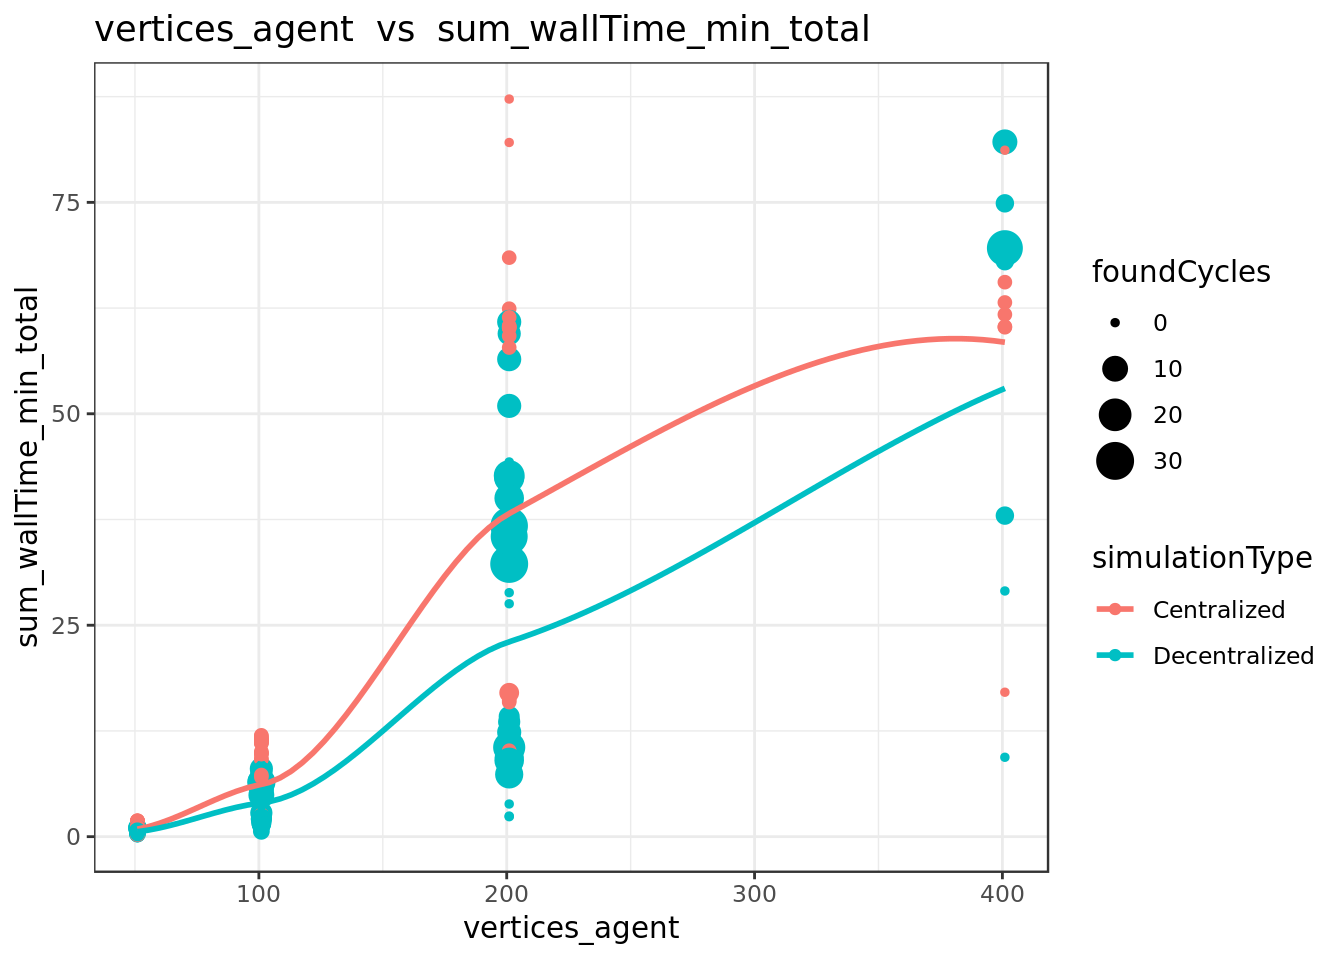 vertices_agent  vs  sum_wallTime_min_total
sum_wallTime_min_total
75
50
25
0
100
200
300
400
vertices_agent
foundCycles
0
10
20
30
simulationType
Centralized
Decentralized